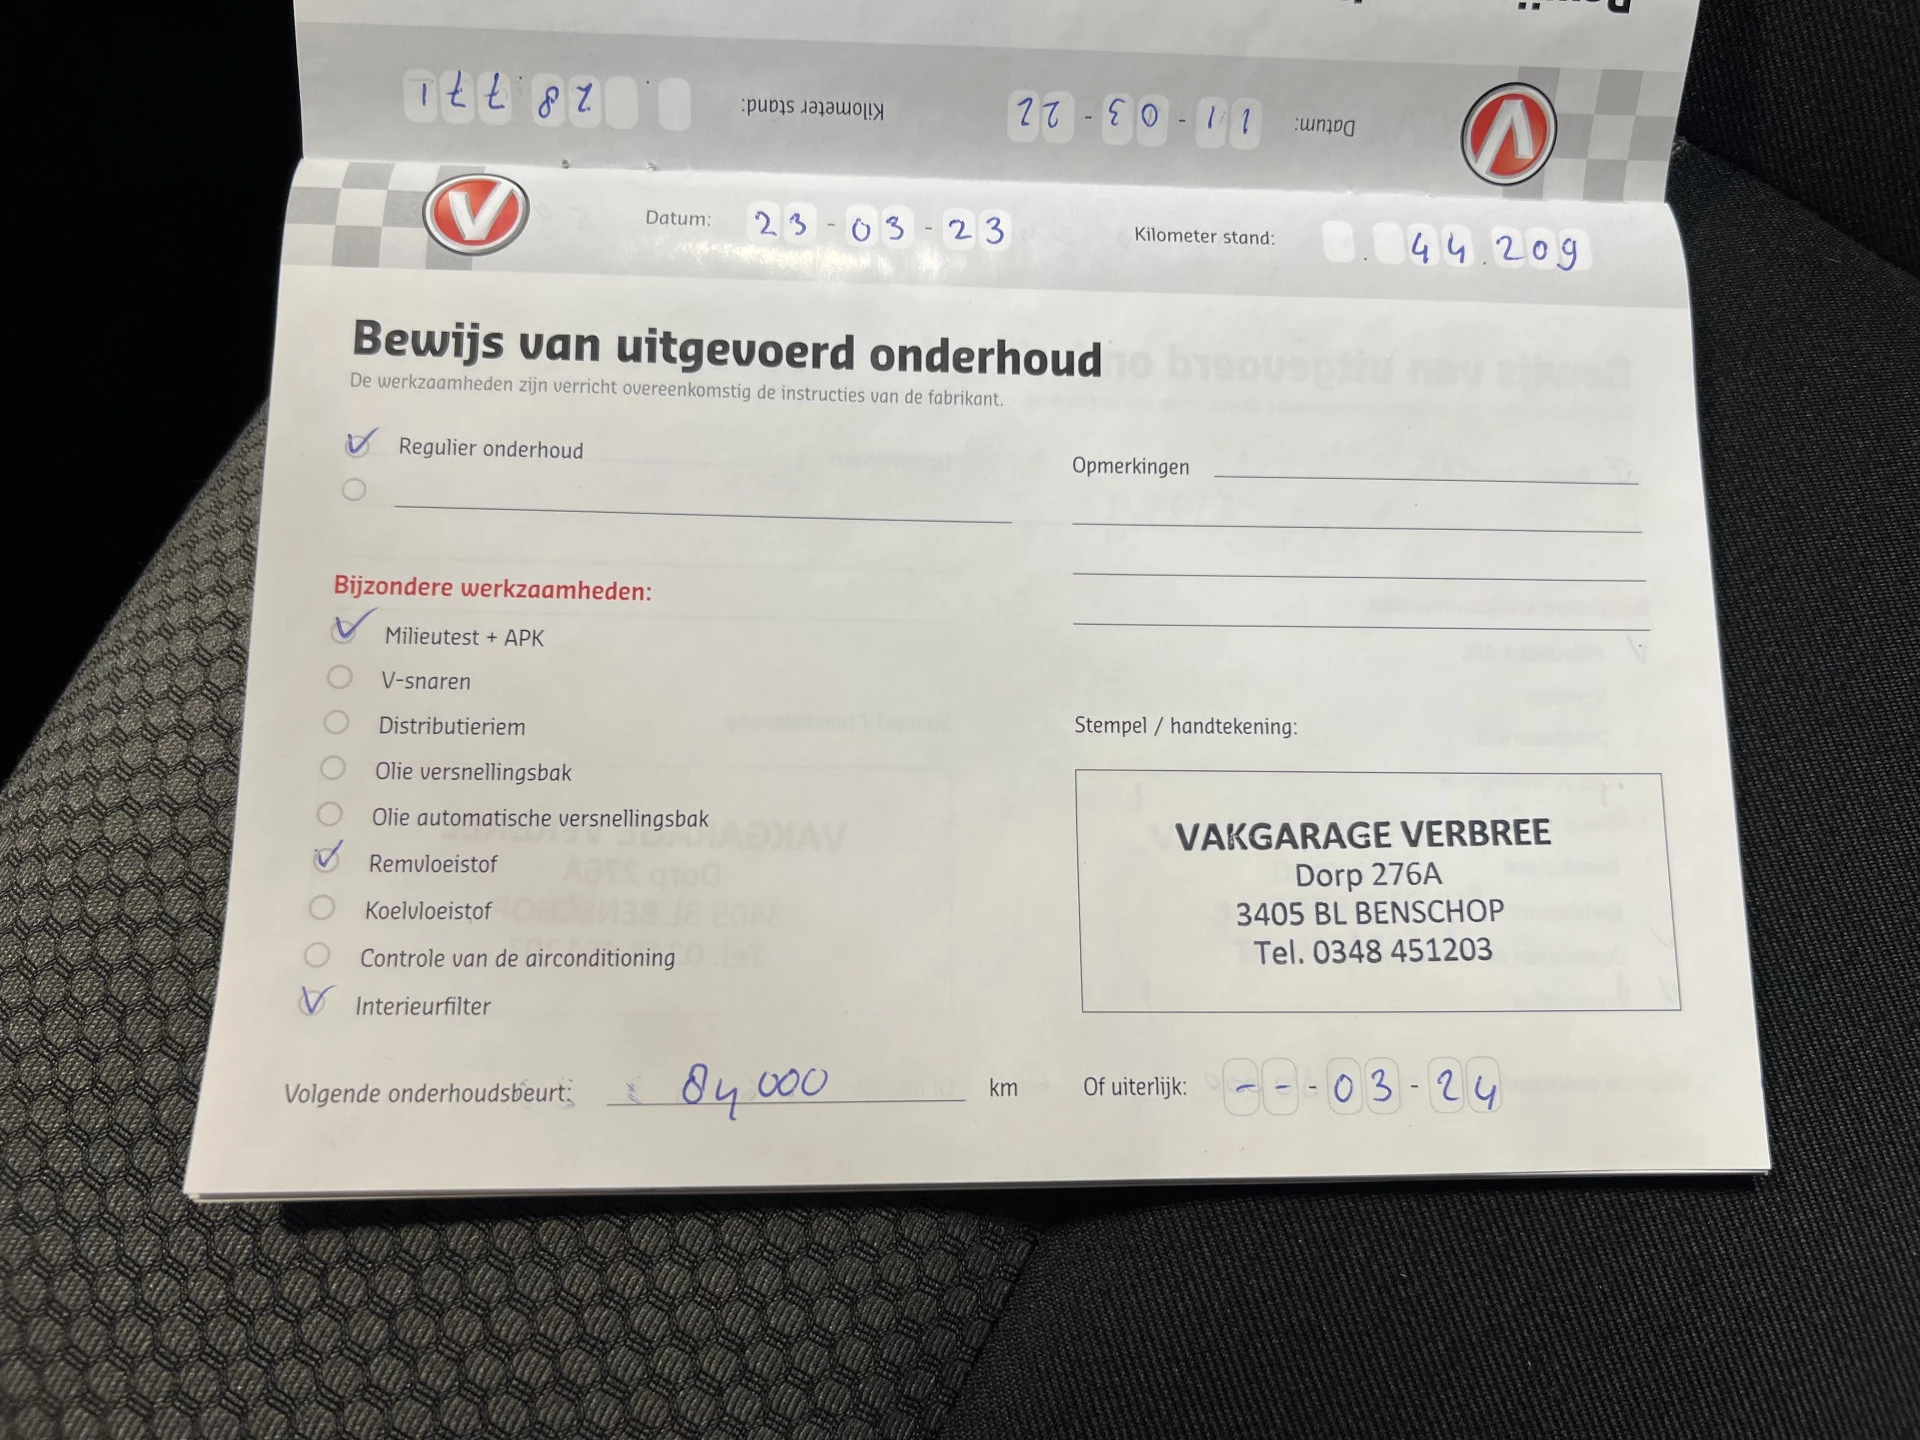 Datum: 11-03-22 Kilometer stand: . 28.771
Datum: 23-03-23 Kilometer stand: . 44.209
Bewijs van uitgevoerd onderhoud
De werkzaamheden zijn verricht overeenkomstig de instructies van de fabrikant.
Regulier onderhoud
Opmerkingen
Bijzondere werkzaamheden:
Milieutest + APK
V-snaren
Distributieriem
Olie versnellingsbak
Olie automatische versnellingsbak
Remvloeistof
Koelvloeistof
Controle van de airconditioning
Interieurfilter
Stempel / handtekening:
VAKGARAGE VERBREE
Dorp 276A
3405 BL BENSCHOP
Tel. 0348 451203
Volgende onderhoudsbeurt: 84000 km Of uiterlijk: - - - 03 - 24